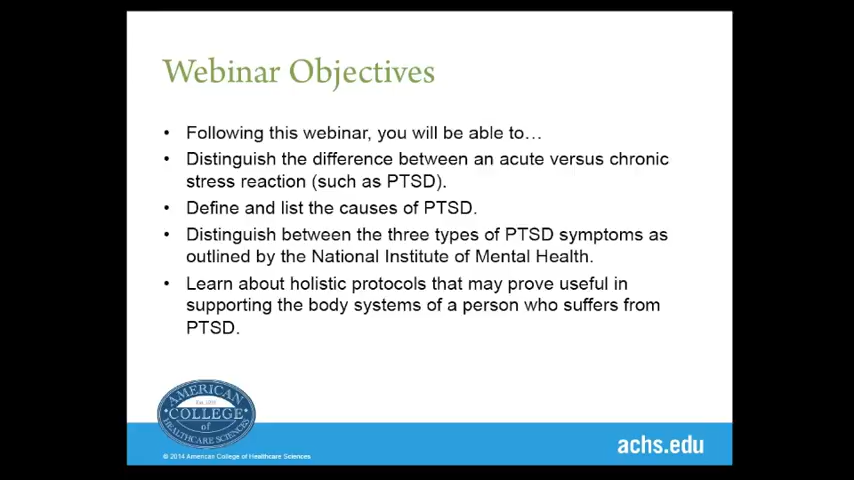 Webinar Objectives
• Following this webinar, you will be able to…
• Distinguish the difference between an acute versus chronic
stress reaction (such as PTSD).
• Define and list the causes of PTSD.
• Distinguish between the three types of PTSD symptoms as
outlined by the National Institute of Mental Health.
• Learn about holistic protocols that may prove useful in
supporting the body systems of a person who suffers from
PTSD.
AMERICAN
COLLEGE
of
HEALTHCARE SCIENCES
achs.edu
© 2014 American College of Healthcare Sciences